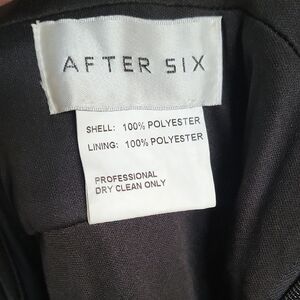 AFTER SIX
SHELL: 100% POLYESTER
LINING: 100% POLYESTER
PROFESSIONAL
DRY CLEAN ONLY